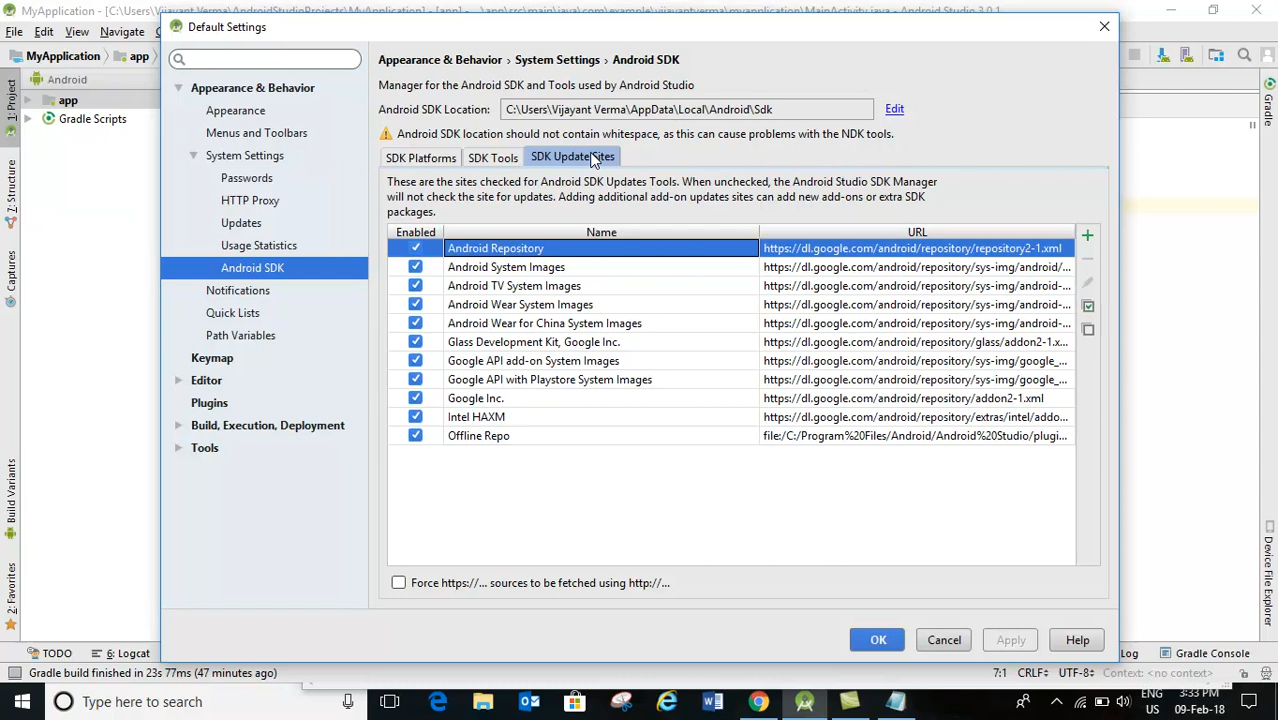 MyApplication - [C:\Users\Vijayant Verma\AndroidStudioProjects\MyApplication] - [app] - ...\app\src\main\java\com\example\vijayantverma\myapplication\MainActivity.java - Android Studio 3.0.1
File Edit View Navigate
MyApplication app
Android
app
Gradle Scripts
1: Project
7: Structure
Captures
Build Variants
2: Favorites
Default Settings
Appearance & Behavior
Appearance
Menus and Toolbars
System Settings
Passwords
HTTP Proxy
Updates
Usage Statistics
Android SDK
Notifications
Quick Lists
Path Variables
Keymap
Editor
Plugins
Build, Execution, Deployment
Tools
Appearance & Behavior › System Settings › Android SDK
Manager for the Android SDK and Tools used by Android Studio
Android SDK Location: C:\Users\Vijayant Verma\AppData\Local\Android\Sdk Edit
Android SDK location should not contain whitespace, as this can cause problems with the NDK tools.
SDK Platforms SDK Tools SDK Update Sites
These are the sites checked for Android SDK Updates Tools. When unchecked, the Android Studio SDK Manager
will not check the site for updates. Adding additional add-on updates sites can add new add-ons or extra SDK
packages.
Enabled Name URL
Android Repository https://dl.google.com/android/repository/repository2-1.xml
Android System Images https://dl.google.com/android/repository/sys-img/android/...
Android TV System Images https://dl.google.com/android/repository/sys-img/android-...
Android Wear System Images https://dl.google.com/android/repository/sys-img/android-...
Android Wear for China System Images https://dl.google.com/android/repository/sys-img/android-...
Glass Development Kit, Google Inc. https://dl.google.com/android/repository/glass/addon2-1.x...
Google API add-on System Images https://dl.google.com/android/repository/sys-img/google_...
Google API with Playstore System Images https://dl.google.com/android/repository/sys-img/google_...
Google Inc. https://dl.google.com/android/repository/addon2-1.xml
Intel HAXM https://dl.google.com/android/repository/extras/intel/addo...
Offline Repo file:/C:/Program%20Files/Android/Android%20Studio/plugi...
Force https://... sources to be fetched using http://...
OK Cancel Apply Help
Gradle
Device File Explorer
TODO 6: Logcat Log Gradle Console
Gradle build finished in 23s 77ms (47 minutes ago) 7:1 CRLF UTF-8 Context: <no context>
Type here to search
ENG 3:33 PM
US 09-Feb-18